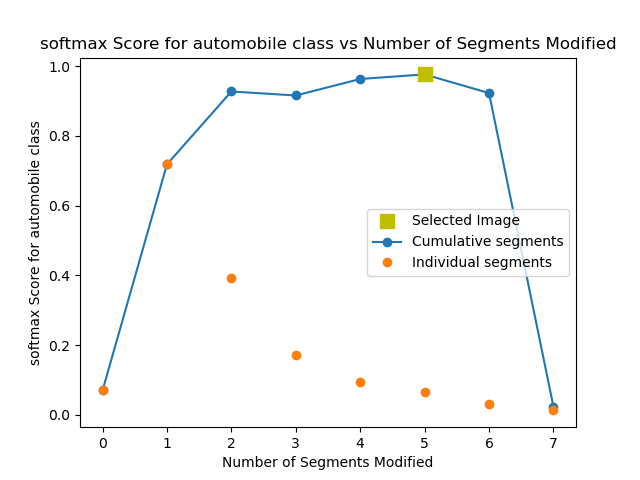 softmax Score for automobile class vs Number of Segments Modified
1.0
0.8
0.6
0.4
0.2
0.0
softmax Score for automobile class
Selected Image
Cumulative segments
Individual segments
0 1 2 3 4 5 6 7
Number of Segments Modified